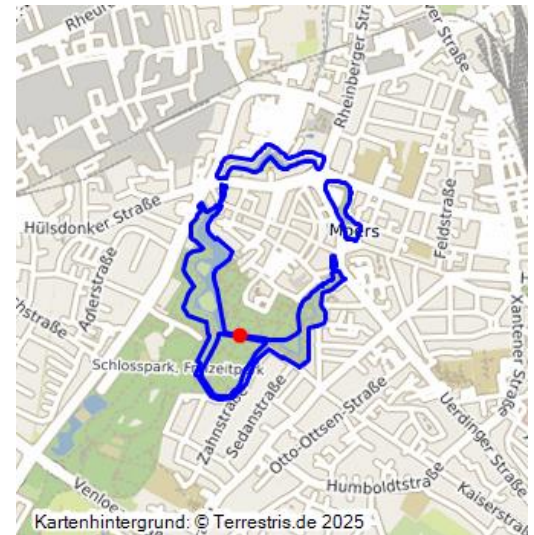 Rheinberger Straße
Hülsdonker Straße
Adlerstraße
Moers
Feldstraße
Xantener Straße
Schlosspark, Freizeitpark
Zahnstraße
Sedanstraße
Otto-Ottsen-Straße
Uerdinger Straße
Humboldtstraße
Kaiserstraße
Kartenhintergrund: © Terrestris.de 2025